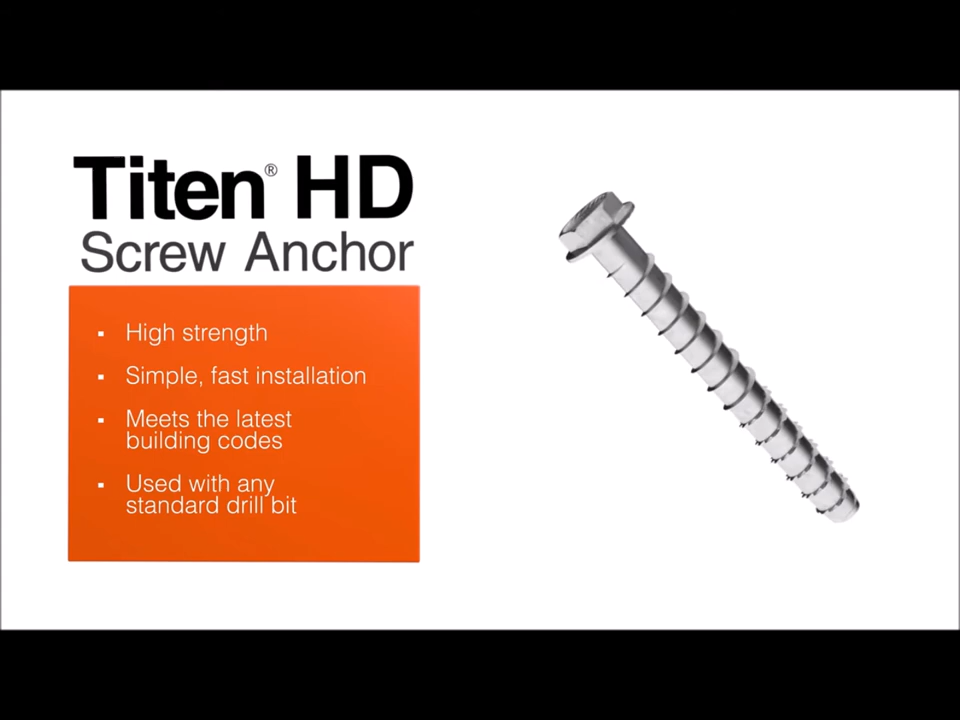 Titen® HD
Screw Anchor
▪ High strength
▪ Simple, fast installation
▪ Meets the latest
building codes
▪ Used with any
standard drill bit